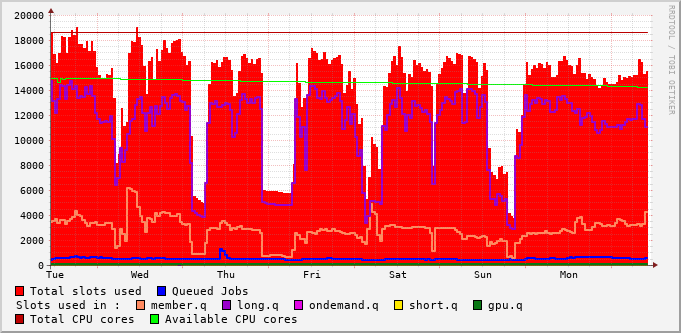 20000
18000
16000
14000
12000
10000
8000
6000
4000
2000
0
Tue Wed Thu Fri Sat Sun Mon
RRDTOOL / TOBI OETIKER
Total slots used Queued Jobs
Slots used in : member.q long.q ondemand.q short.q gpu.q
Total CPU cores Available CPU cores